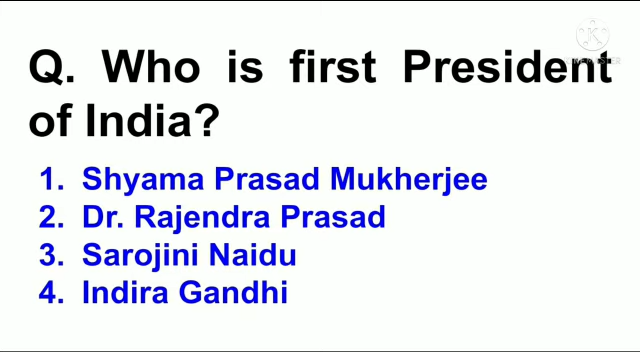 Q. Who is first President
of India?
1. Shyama Prasad Mukherjee
2. Dr. Rajendra Prasad
3. Sarojini Naidu
4. Indira Gandhi